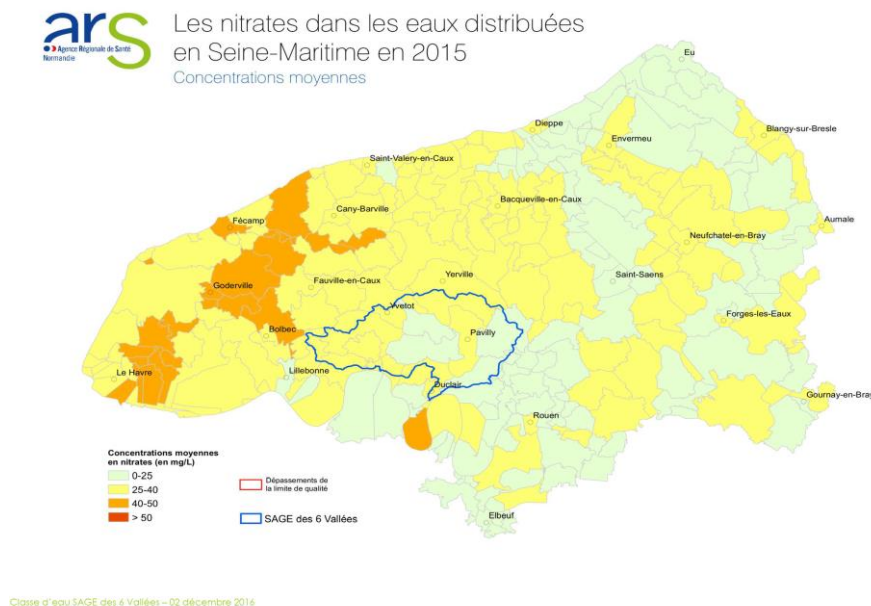 ars
Agence Régionale de Santé
Normandie
Les nitrates dans les eaux distribuées
en Seine-Maritime en 2015
Concentrations moyennes
Eu
Dieppe
Blangy-sur-Bresle
Envermeu
Saint-Valery-en-Caux
Bacqueville-en-Caux
Cany-Barville
Fécamp
Aumale
Neufchatel-en-Bray
Yerville
Saint-Saens
Goderville
Fauville-en-Caux
Yvetot
Forges-les-Eaux
Bolbec
Pavilly
Le Havre
Lillebonne
Duclair
Gournay-en-Bray
Rouen
Elbeuf
Concentrations moyennes
en nitrates (en mg/L)
0-25
25-40
40-50
> 50
Dépassements de
la limite de qualité
SAGE des 6 Vallées
Classe d'eau SAGE des 6 Vallées – 02 décembre 2016